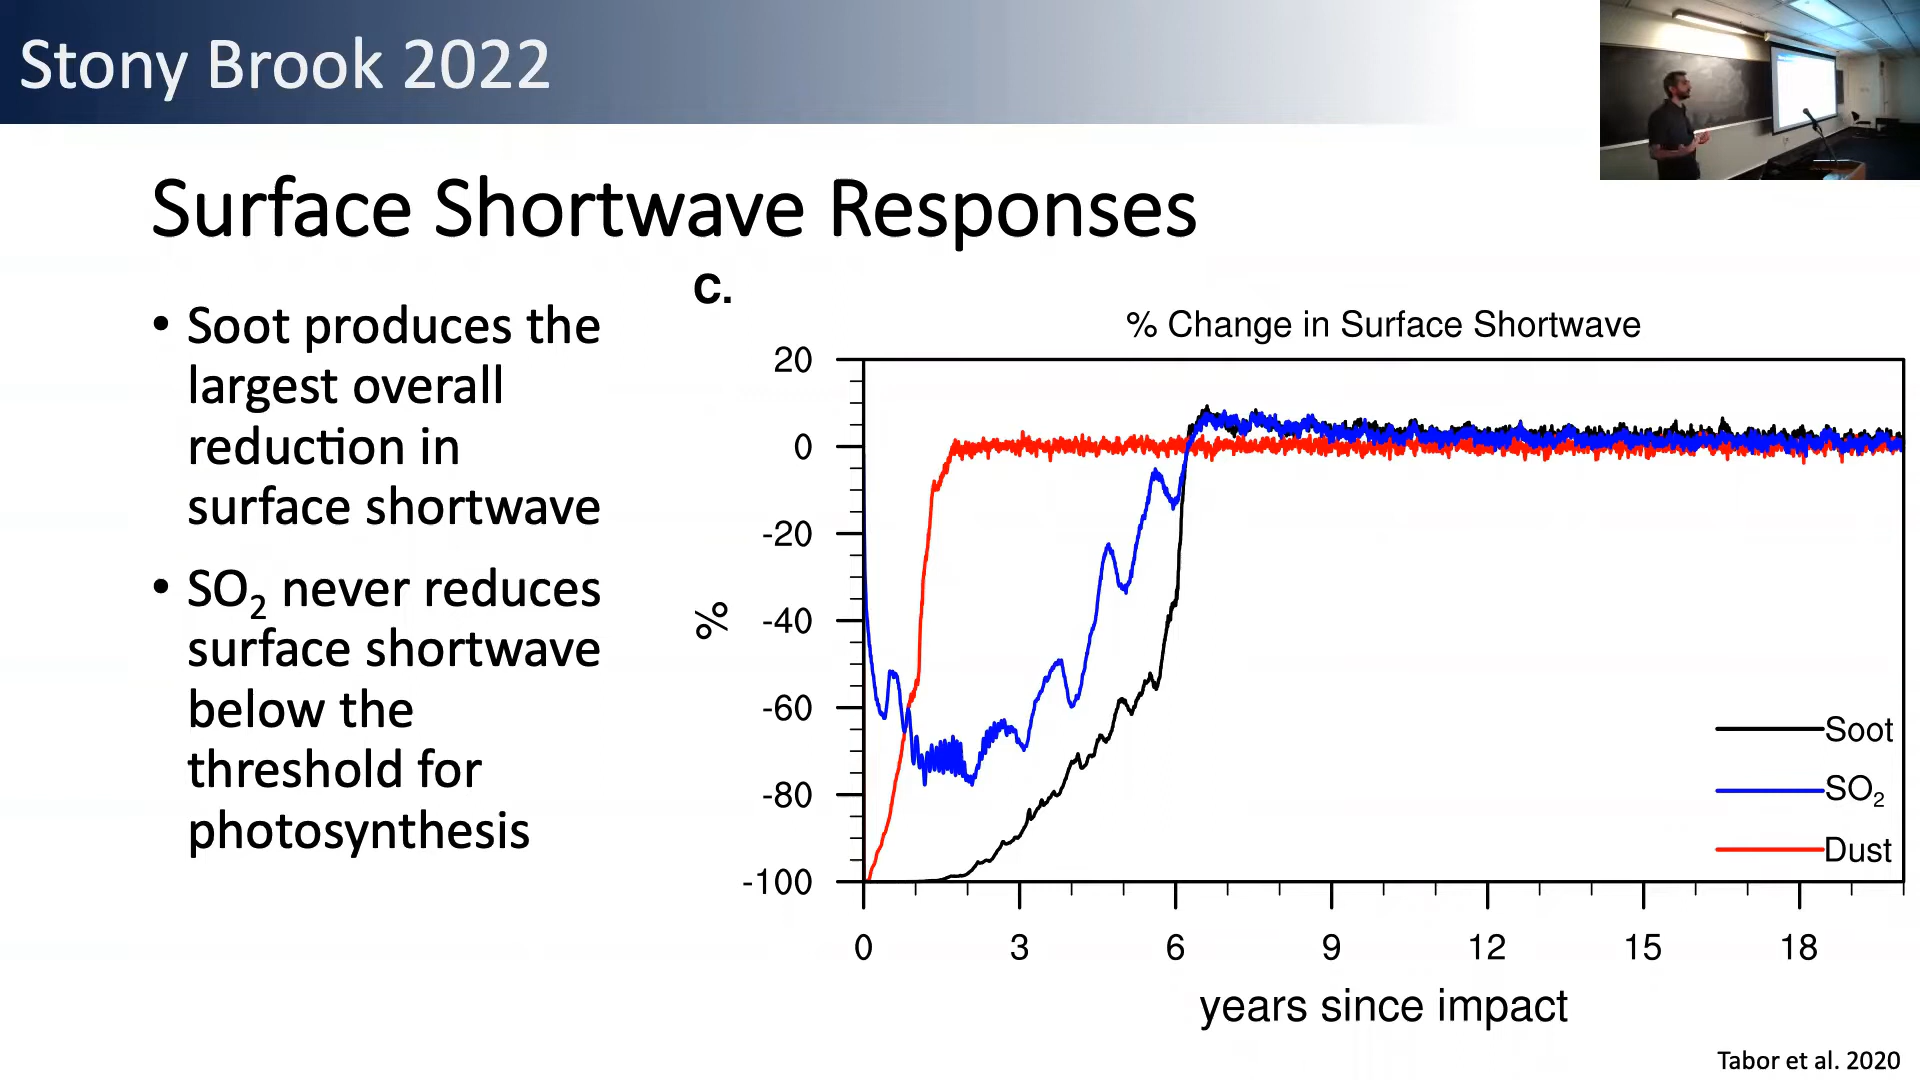 Stony Brook 2022
Surface Shortwave Responses
• Soot produces the
largest overall
reduction in
surface shortwave
• SO₂ never reduces
surface shortwave
below the
threshold for
photosynthesis
c.
% Change in Surface Shortwave
20
0
-20
-40
-60
-80
-100
%
Soot
SO₂
Dust
0 3 6 9 12 15 18
years since impact
Tabor et al. 2020